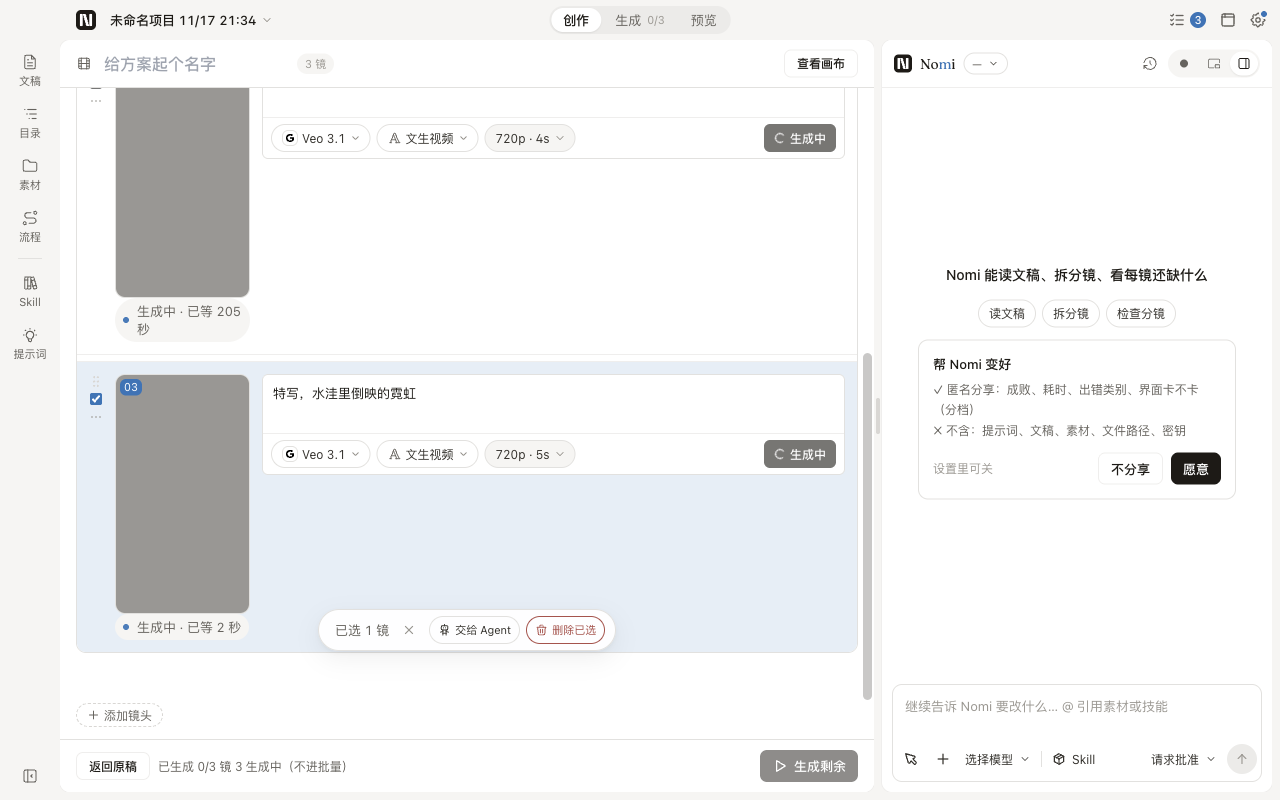 未命名项目 11/17 21:34
创作
生成 0/3
预览
3
文稿
目录
素材
流程
Skill
提示词
给方案起个名字
3 镜
查看画布
G Veo 3.1
文生视频
720p · 4s
生成中
生成中 · 已等 205
秒
03
特写，水洼里倒映的霓虹
G Veo 3.1
文生视频
720p · 5s
生成中
生成中 · 已等 2 秒
已选 1 镜
交给 Agent
删除已选
添加镜头
返回原稿
已生成 0/3 镜 3 生成中（不进批量）
生成剩余
Nomi
—
Nomi 能读文稿、拆分镜、看每镜还缺什么
读文稿
拆分镜
检查分镜
帮 Nomi 变好
✓ 匿名分享：成败、耗时、出错类别、界面卡不卡
（分档）
✕ 不含：提示词、文稿、素材、文件路径、密钥
设置里可关
不分享
愿意
继续告诉 Nomi 要改什么... @ 引用素材或技能
选择模型
Skill
请求批准